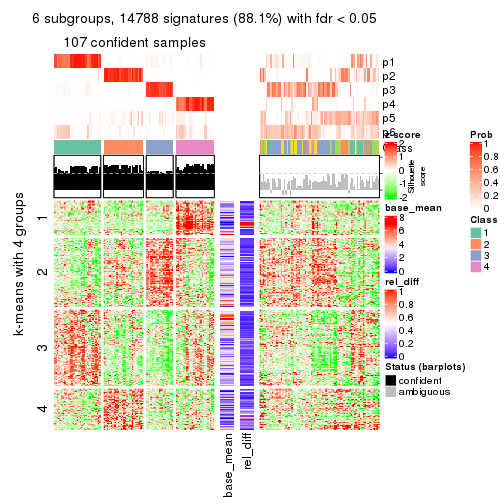 6 subgroups, 14788 signatures (88.1%) with fdr < 0.05
107 confident samples
p1
p2
p3
p4
p5
p6
Class
k-means with 4 groups
1
2
3
4
base_mean
rel_diff
z-score
2
1
0
-1
-2
Silhouette
score
base_mean
8
6
4
2
0
rel_diff
1
0.8
0.6
0.4
0.2
0
Status (barplots)
confident
ambiguous
Prob
1
0.8
0.6
0.4
0.2
0
Class
1
2
3
4